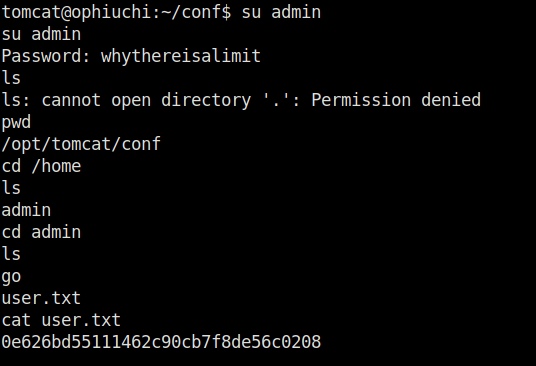 tomcat@ophiuchi:~/conf$ su admin
su admin
Password: whythereisalimit
ls
ls: cannot open directory '.': Permission denied
pwd
/opt/tomcat/conf
cd /home
ls
admin
cd admin
ls
go
user.txt
cat user.txt
0e626bd55111462c90cb7f8de56c0208